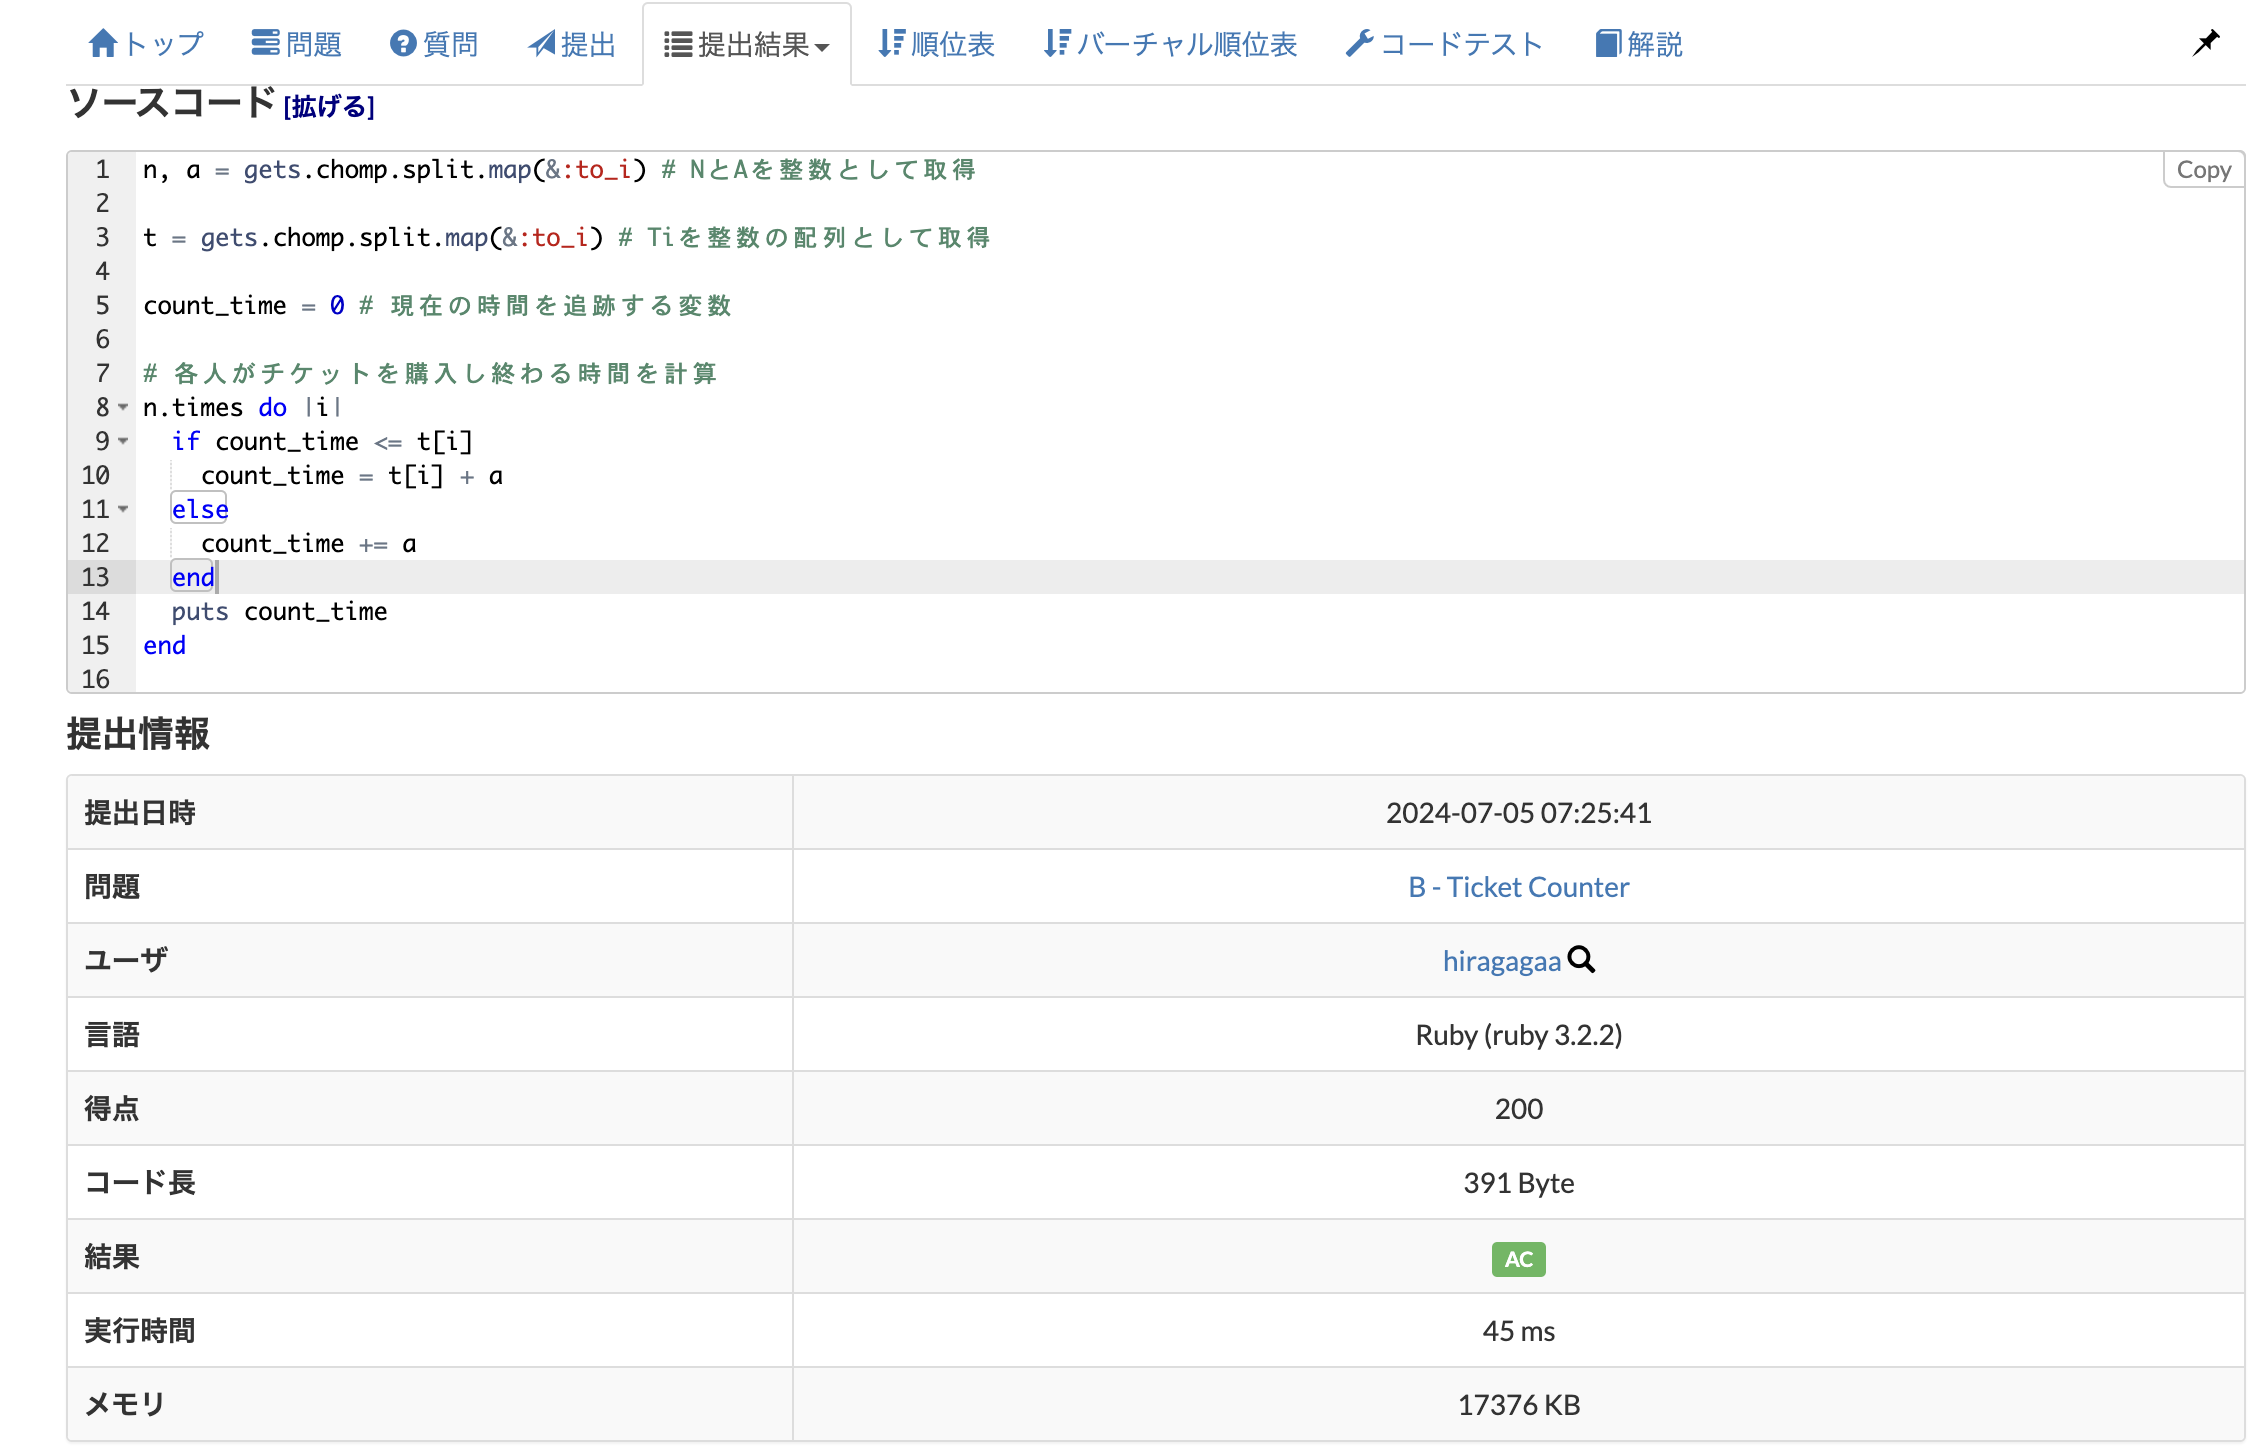 トップ 問題 質問 提出 提出結果 順位表 バーチャル順位表 コードテスト 解説
ソースコード [拡げる]
Copy
1 n, a = gets.chomp.split.map(&:to_i) # NとAを整数として取得
2
3 t = gets.chomp.split.map(&:to_i) # Tiを整数の配列として取得
4
5 count_time = 0 # 現在の時間を追跡する変数
6
7 # 各人がチケットを購入し終わる時間を計算
8 n.times do |i|
9   if count_time <= t[i]
10     count_time = t[i] + a
11   else
12     count_time += a
13   end
14   puts count_time
15 end
16
提出情報
提出日時 2024-07-05 07:25:41
問題 B - Ticket Counter
ユーザ hiragagaa
言語 Ruby (ruby 3.2.2)
得点 200
コード長 391 Byte
結果 AC
実行時間 45 ms
メモリ 17376 KB